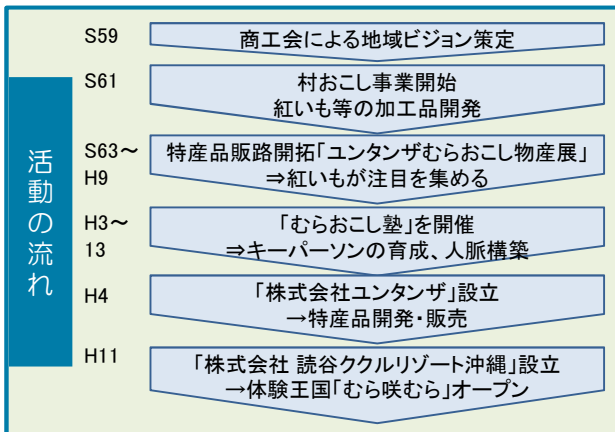 活動の流れ
S59
商工会による地域ビジョン策定
S61
村おこし事業開始
紅いも等の加工品開発
S63～
H9
特産品販路開拓「ユンタンザむらおこし物産展」
⇒紅いもが注目を集める
H3～
13
「むらおこし塾」を開催
⇒キーパーソンの育成、人脈構築
H4
「株式会社ユンタンザ」設立
→特産品開発・販売
H11
「株式会社 読谷ククルリゾート沖縄」設立
→体験王国「むら咲むら」オープン